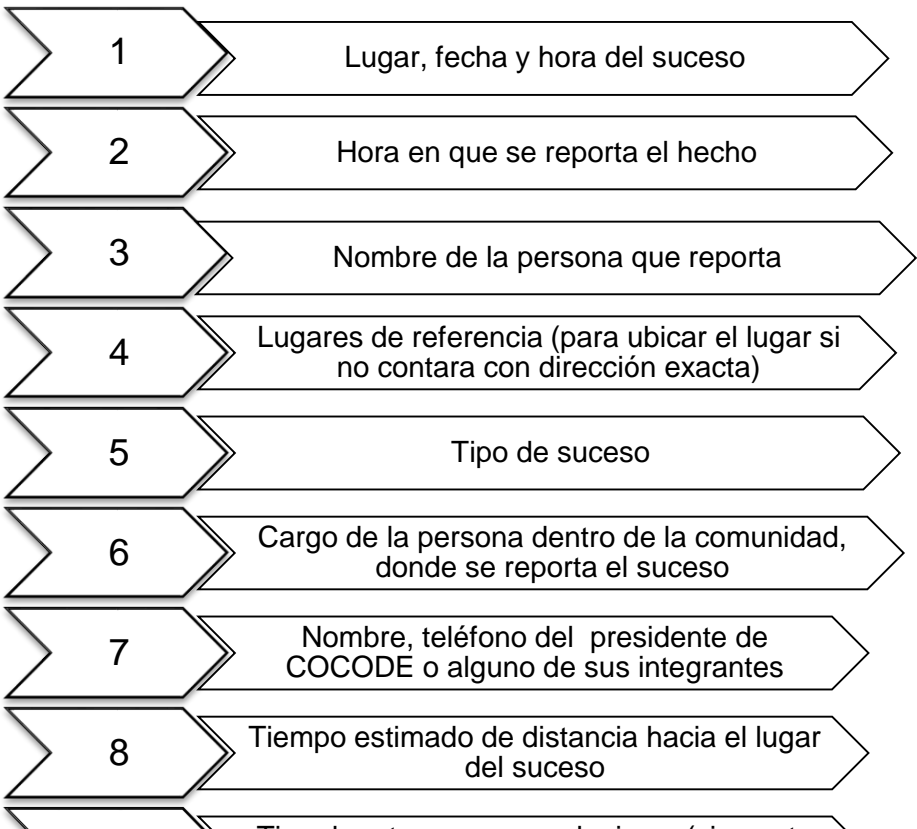 1
Lugar, fecha y hora del suceso
2
Hora en que se reporta el hecho
3
Nombre de la persona que reporta
4
Lugares de referencia (para ubicar el lugar si
no contara con dirección exacta)
5
Tipo de suceso
6
Cargo de la persona dentro de la comunidad,
donde se reporta el suceso
7
Nombre, teléfono del presidente de
COCODE o alguno de sus integrantes
8
Tiempo estimado de distancia hacia el lugar
del suceso